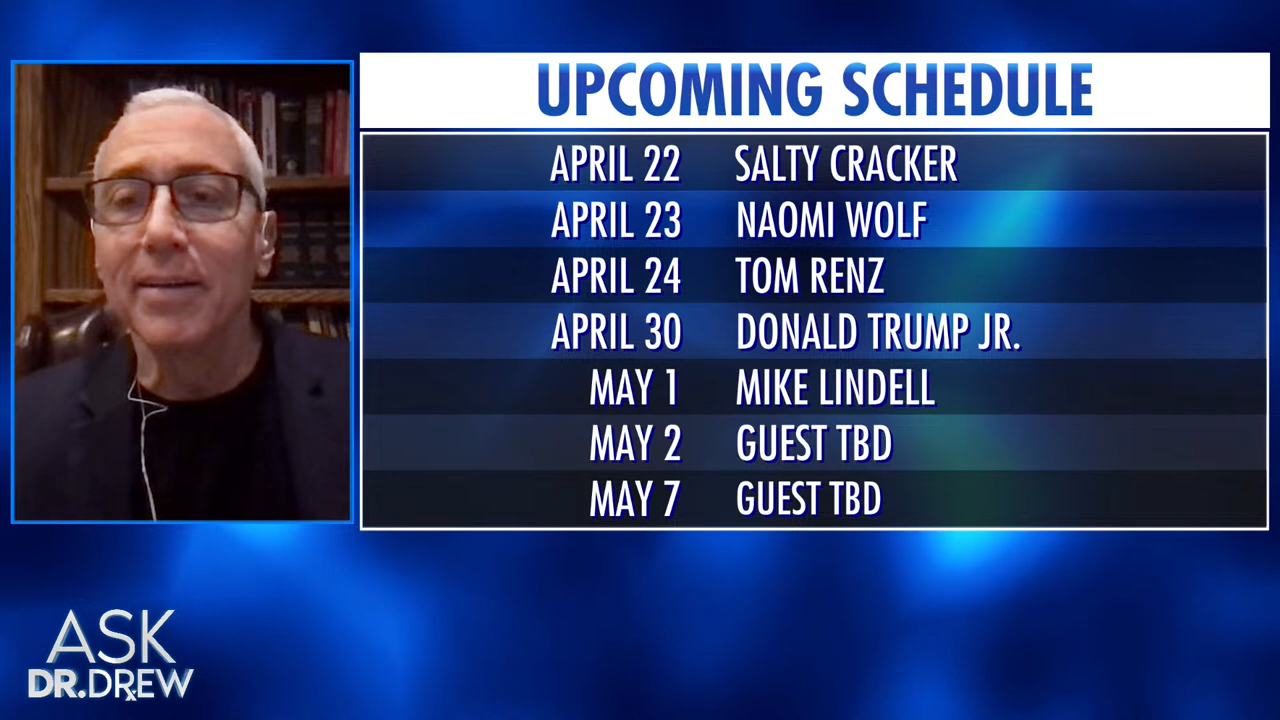 UPCOMING SCHEDULE
APRIL 22 SALTY CRACKER
APRIL 23 NAOMI WOLF
APRIL 24 TOM RENZ
APRIL 30 DONALD TRUMP JR.
MAY 1 MIKE LINDELL
MAY 2 GUEST TBD
MAY 7 GUEST TBD
ASK
DR.DREW